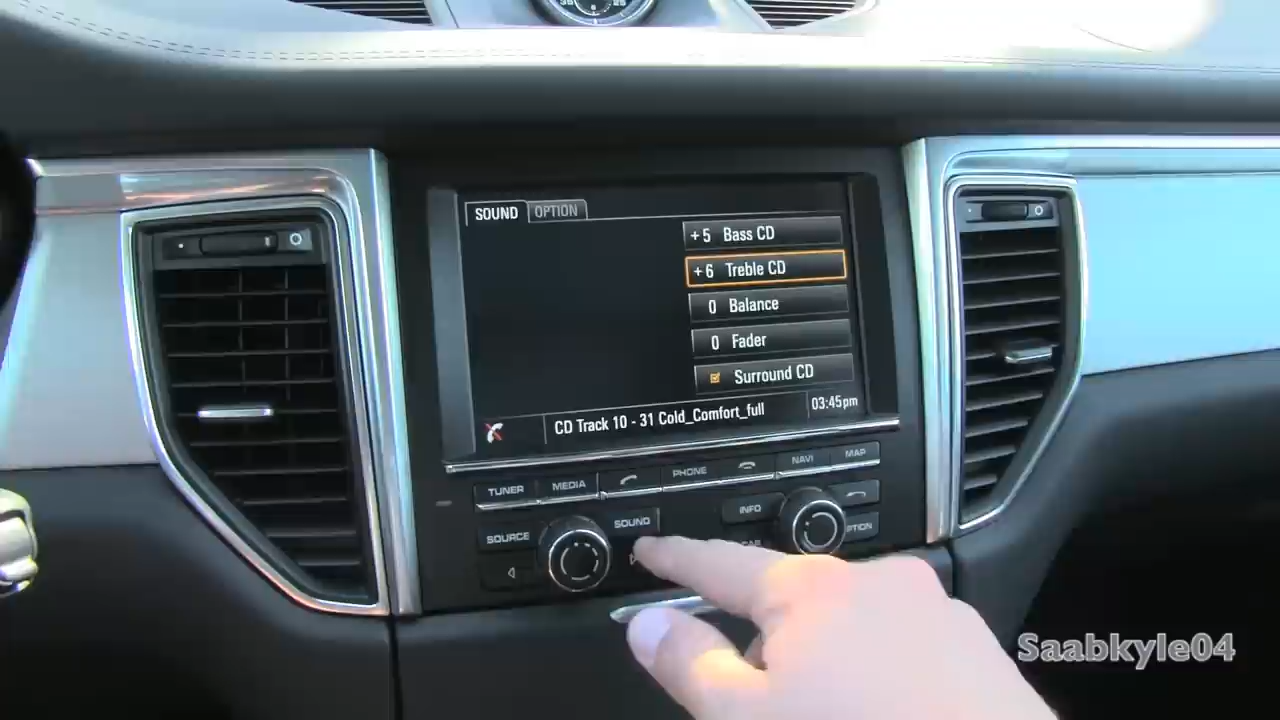 SOUND OPTION
+5 Bass CD
+6 Treble CD
0 Balance
0 Fader
Surround CD
CD Track 10 - 31 Cold_Comfort_full 03:45pm
TUNER MEDIA PHONE NAVI MAP
SOURCE SOUND INFO
PTION
Saabkyle04